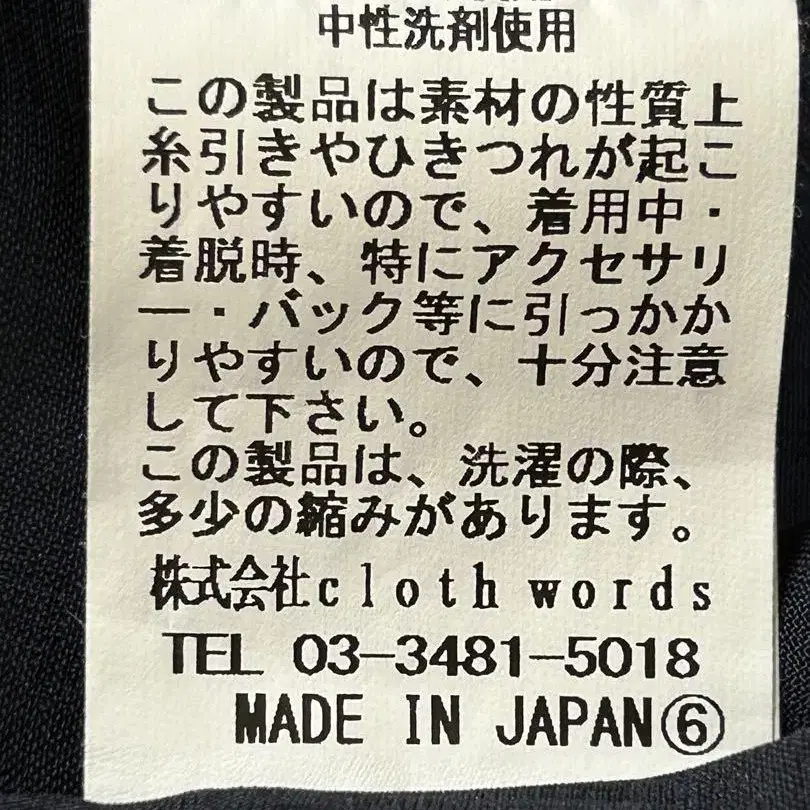 中性洗剤使用
この製品は素材の性質上
糸引きやひきつれが起こ
りやすいので、着用中・
着脱時、特にアクセサリ
ー・バック等に引っかか
りやすいので、十分注意
して下さい。
この製品は、洗濯の際、
多少の縮みがあります。
株式会社cloth words
TEL 03-3481-5018
MADE IN JAPAN⑥